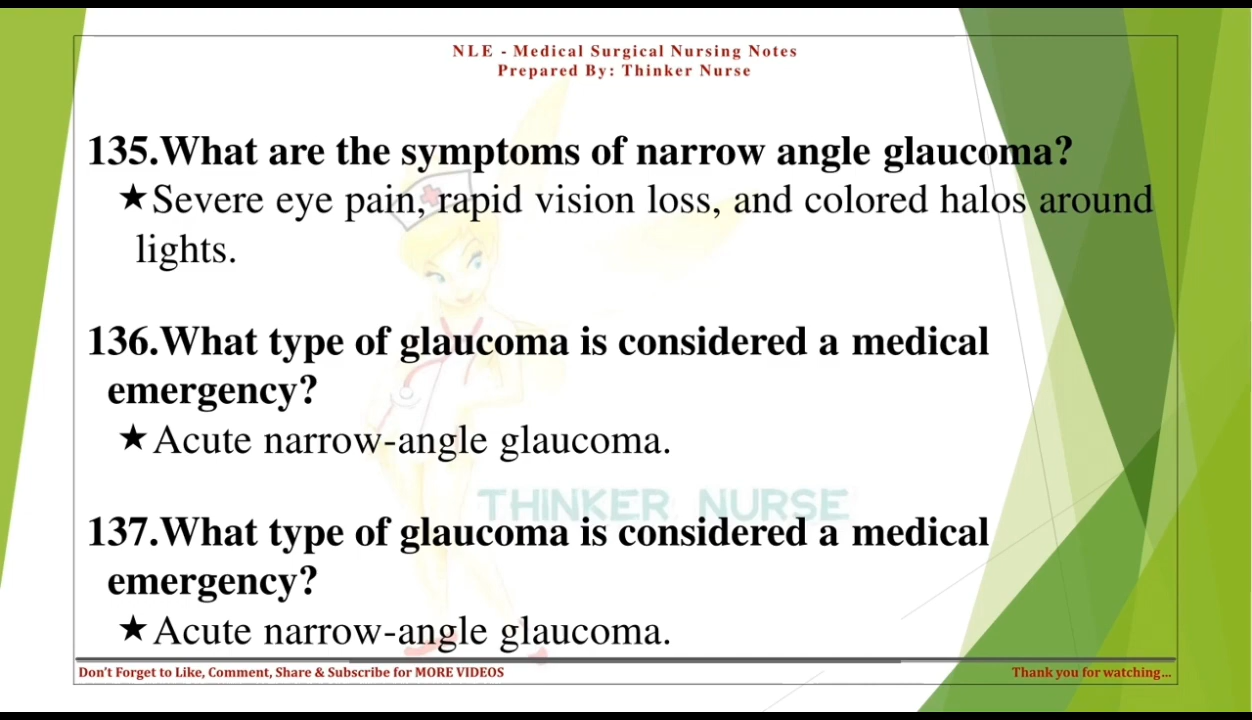 NLE - Medical Surgical Nursing Notes
Prepared By: Thinker Nurse
135.What are the symptoms of narrow angle glaucoma?
★Severe eye pain, rapid vision loss, and colored halos around
lights.
136.What type of glaucoma is considered a medical
emergency?
★Acute narrow-angle glaucoma.
THINKER NURSE
137.What type of glaucoma is considered a medical
emergency?
★Acute narrow-angle glaucoma.
Don't Forget to Like, Comment, Share & Subscribe for MORE VIDEOS
Thank you for watching...